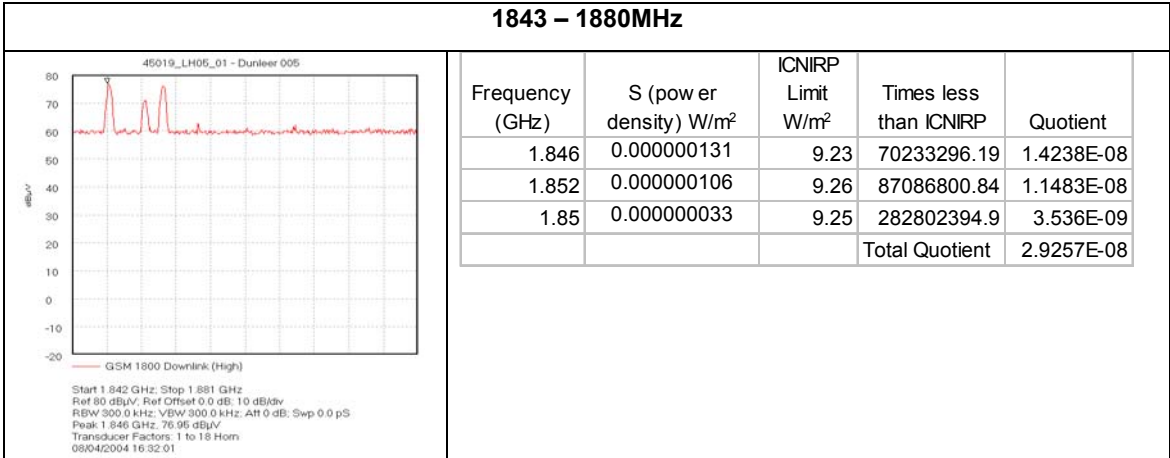 1843 – 1880MHz
45019_LH05_01 - Dunleer 005
80
70
60
50
40
30
20
10
0
-10
-20
dBµV
GSM 1800 Downlink (High)
Start 1.842 GHz; Stop 1.881 GHz
Ref 80 dBµV; Ref Offset 0.0 dB; 10 dB/div
RBW 300.0 kHz; VBW 300.0 kHz; Att 0 dB; Swp 0.0 pS
Peak 1.846 GHz, 76.95 dBµV
Transducer Factors: 1 to 18 Horn
08/04/2004 16:32:01
Frequency (GHz) S (pow er density) W/m² ICNIRP Limit W/m² Times less than ICNIRP Quotient
1.846 0.000000131 9.23 70233296.19 1.4238E-08
1.852 0.000000106 9.26 87086800.84 1.1483E-08
1.85 0.000000033 9.25 282802394.9 3.536E-09
Total Quotient 2.9257E-08